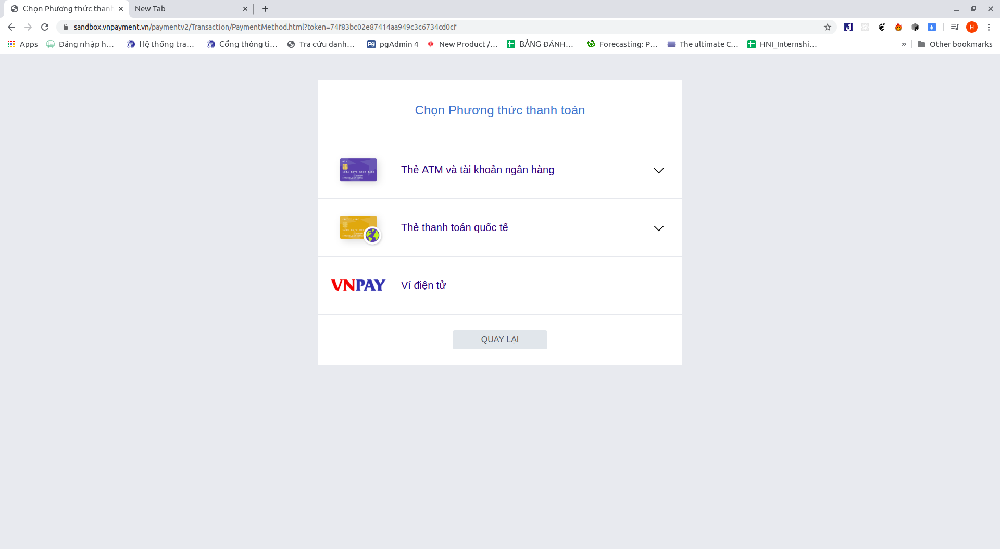 Chọn Phương thức thanh
New Tab
sandbox.vnpayment.vn/paymentv2/Transaction/PaymentMethod.html?token=74f83bc02e87414aa949c3c6734cd0cf
H
Apps
Đăng nhập h...
Hệ thống tra...
Cổng thông ti...
Tra cứu danh...
pgAdmin 4
New Product /...
BẢNG ĐÁNH...
Forecasting: P...
The ultimate C...
HNI_Internshi...
»
Other bookmarks
Chọn Phương thức thanh toán
Thẻ ATM và tài khoản ngân hàng
Thẻ thanh toán quốc tế
VNPAY
Ví điện tử
QUAY LẠI